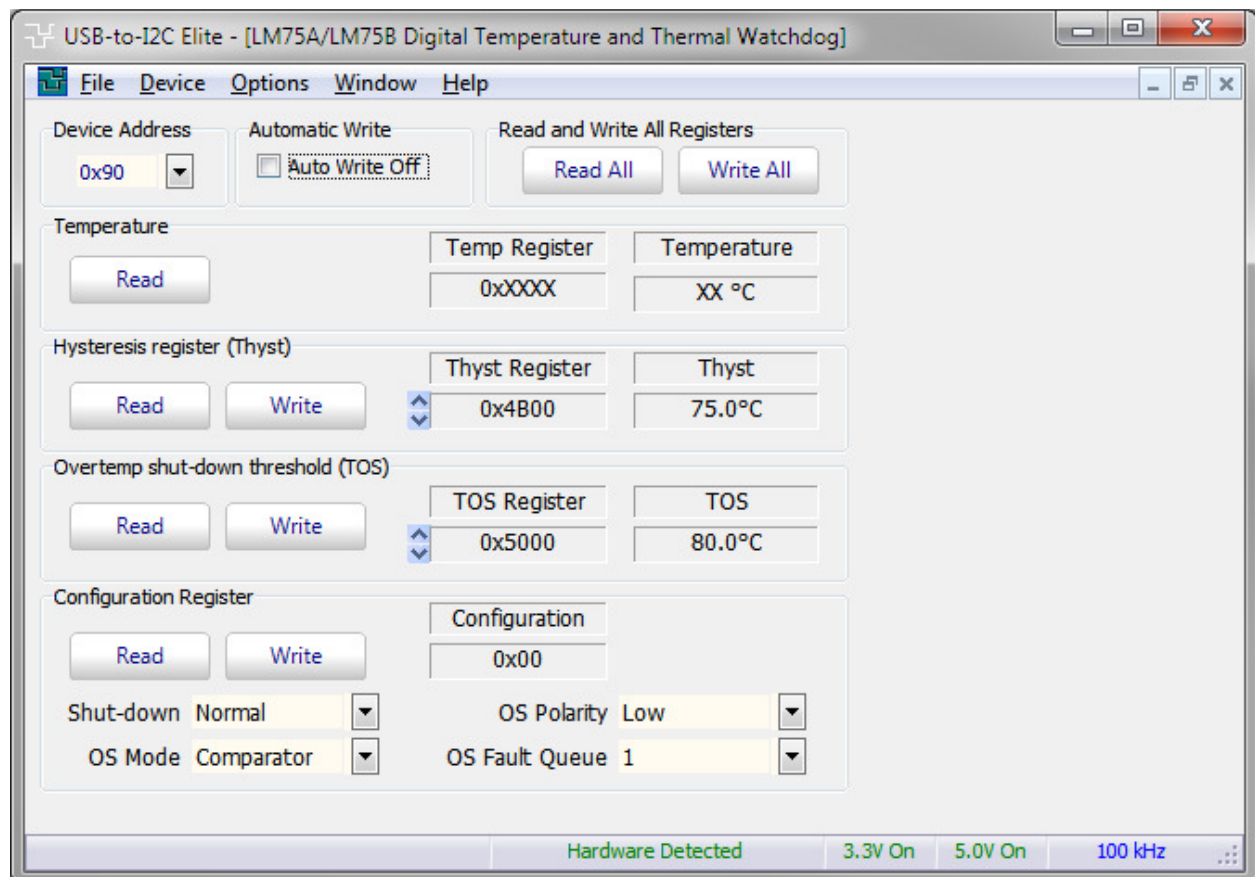 USB-to-I2C Elite - [LM75A/LM75B Digital Temperature and Thermal Watchdog]
File Device Options Window Help
Device Address Automatic Write Read and Write All Registers
0x90 Auto Write Off Read All Write All
Temperature
Temp Register Temperature
Read 0xXXXX XX °C
Hysteresis register (Thyst)
Thyst Register Thyst
Read Write 0x4B00 75.0°C
Overtemp shut-down threshold (TOS)
TOS Register TOS
Read Write 0x5000 80.0°C
Configuration Register
Configuration
Read Write 0x00
Shut-down Normal OS Polarity Low
OS Mode Comparator OS Fault Queue 1
Hardware Detected 3.3V On 5.0V On 100 kHz